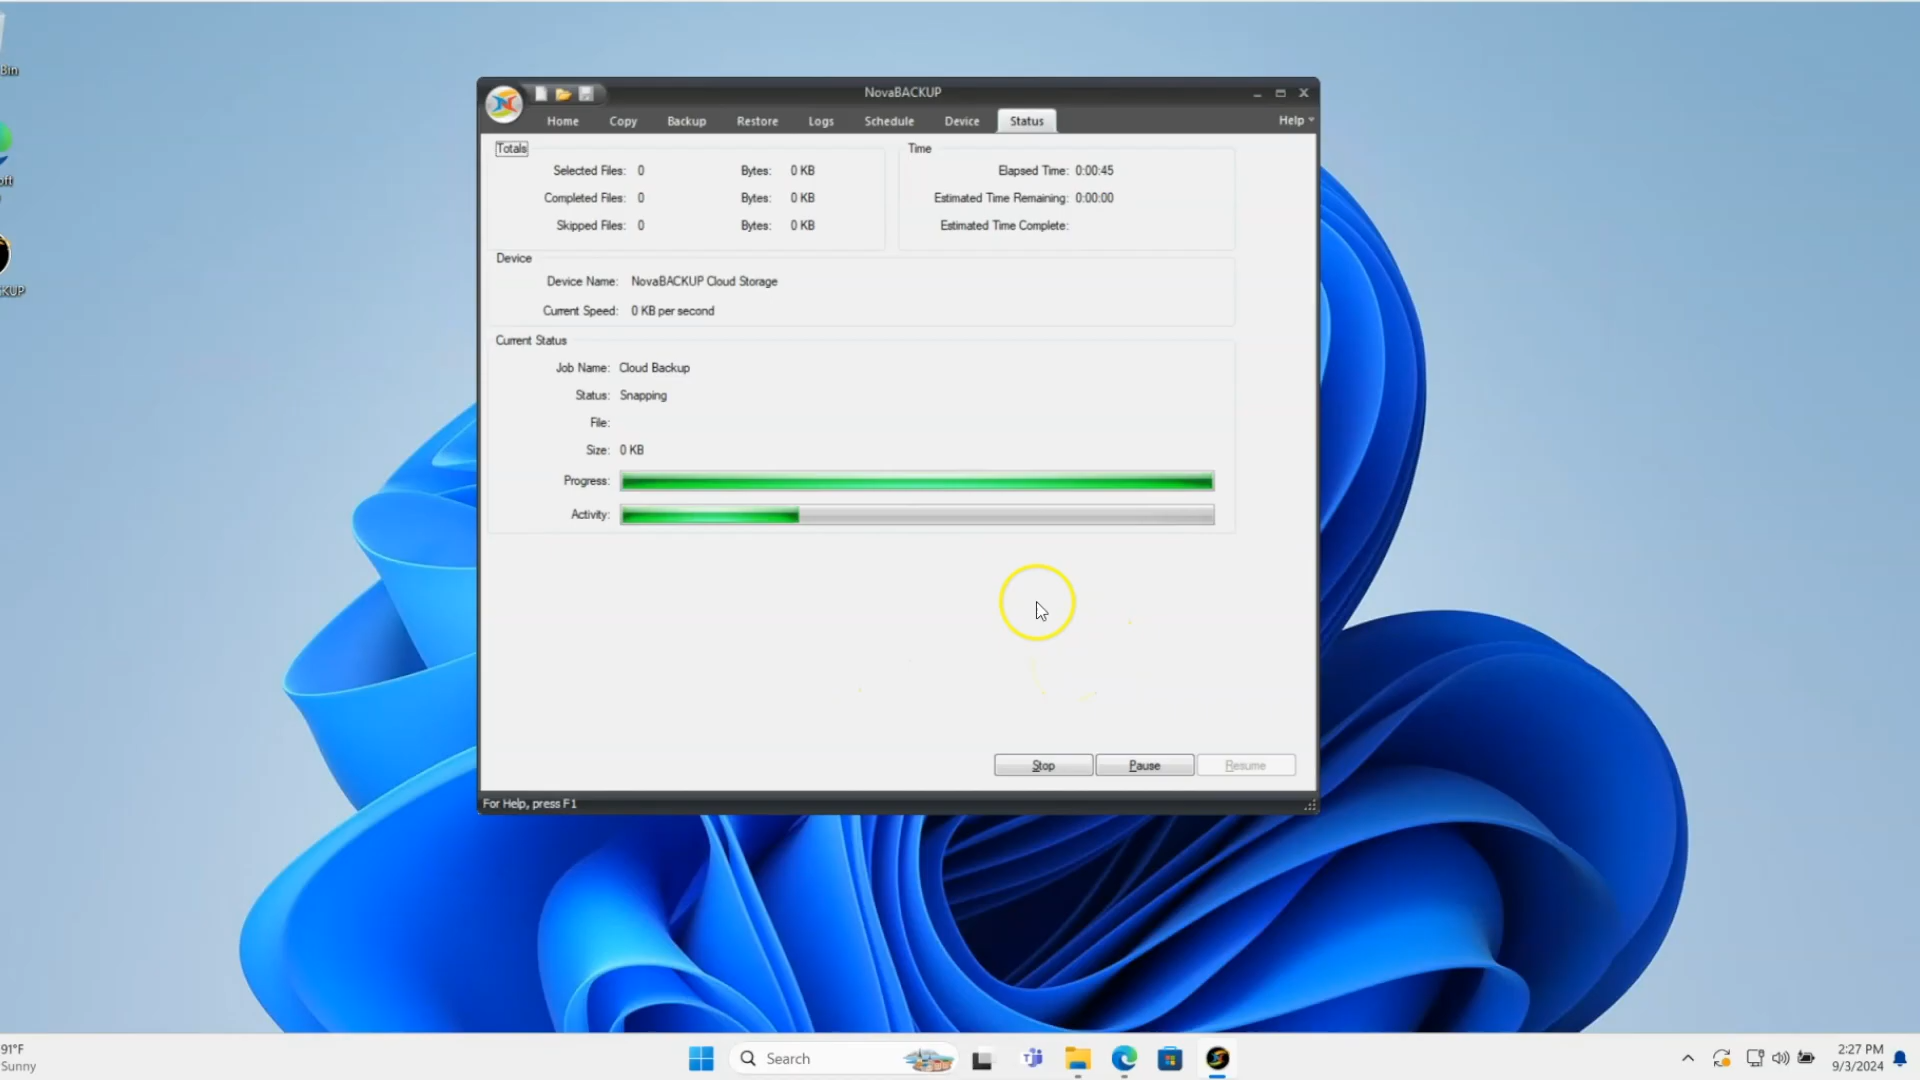 Bin
oft
KUP
NovaBACKUP
Home Copy Backup Restore Logs Schedule Device Status Help
Totals
Selected Files: 0 Bytes: 0 KB
Completed Files: 0 Bytes: 0 KB
Skipped Files: 0 Bytes: 0 KB
Time
Elapsed Time: 0:00:45
Estimated Time Remaining: 0:00:00
Estimated Time Complete:
Device
Device Name: NovaBACKUP Cloud Storage
Current Speed: 0 KB per second
Current Status
Job Name: Cloud Backup
Status: Snapping
File:
Size: 0 KB
Progress:
Activity:
Stop Pause Resume
For Help, press F1
91°F
Sunny
Search
2:27 PM
9/3/2024